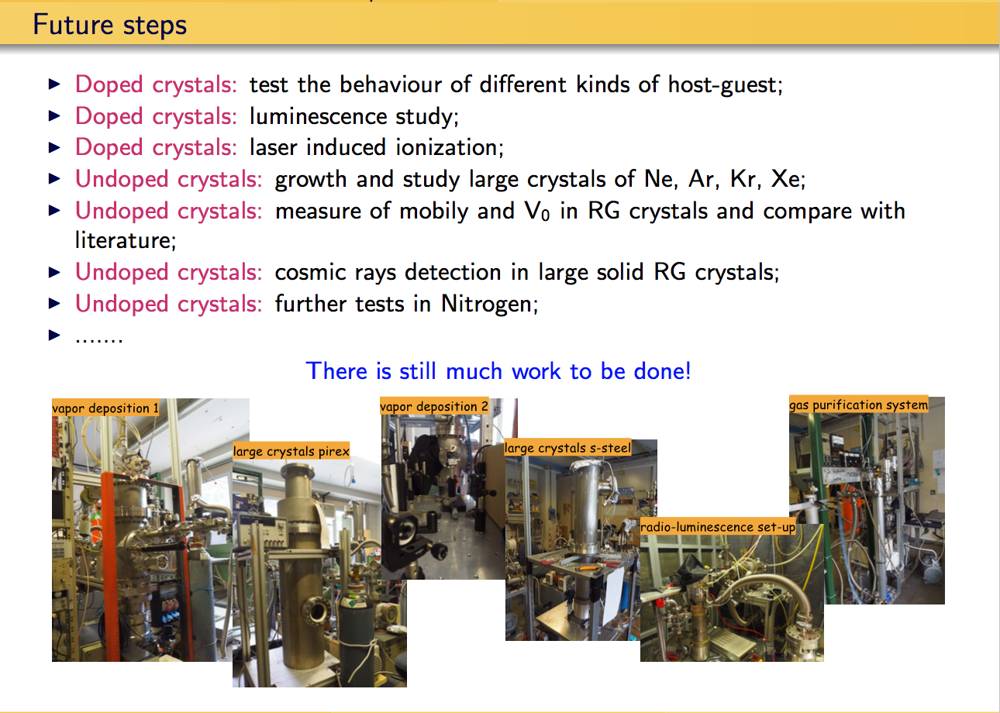 Future steps
▶ Doped crystals: test the behaviour of different kinds of host-guest;
▶ Doped crystals: luminescence study;
▶ Doped crystals: laser induced ionization;
▶ Undoped crystals: growth and study large crystals of Ne, Ar, Kr, Xe;
▶ Undoped crystals: measure of mobily and V₀ in RG crystals and compare with
literature;
▶ Undoped crystals: cosmic rays detection in large solid RG crystals;
▶ Undoped crystals: further tests in Nitrogen;
▶ .......
There is still much work to be done!
vapor deposition 1
large crystals pirex
vapor deposition 2
large crystals s-steel
radio-luminescence set-up
gas purification system